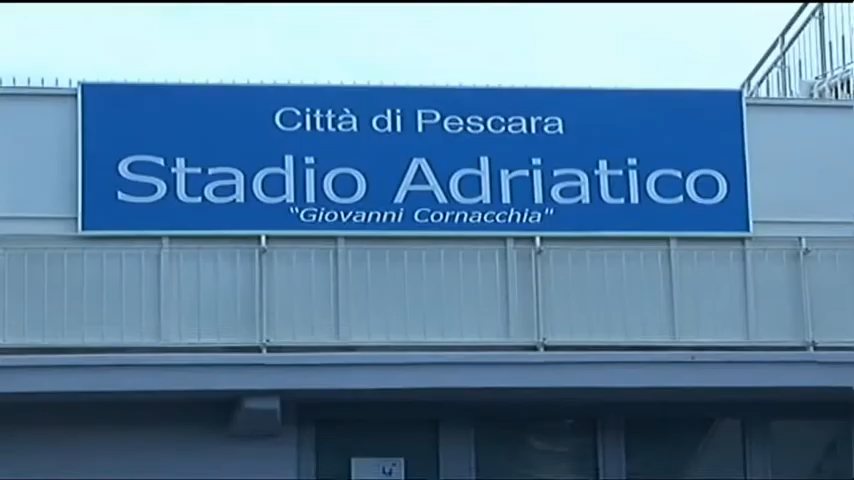 Città di Pescara
Stadio Adriatico
"Giovanni Cornacchia"